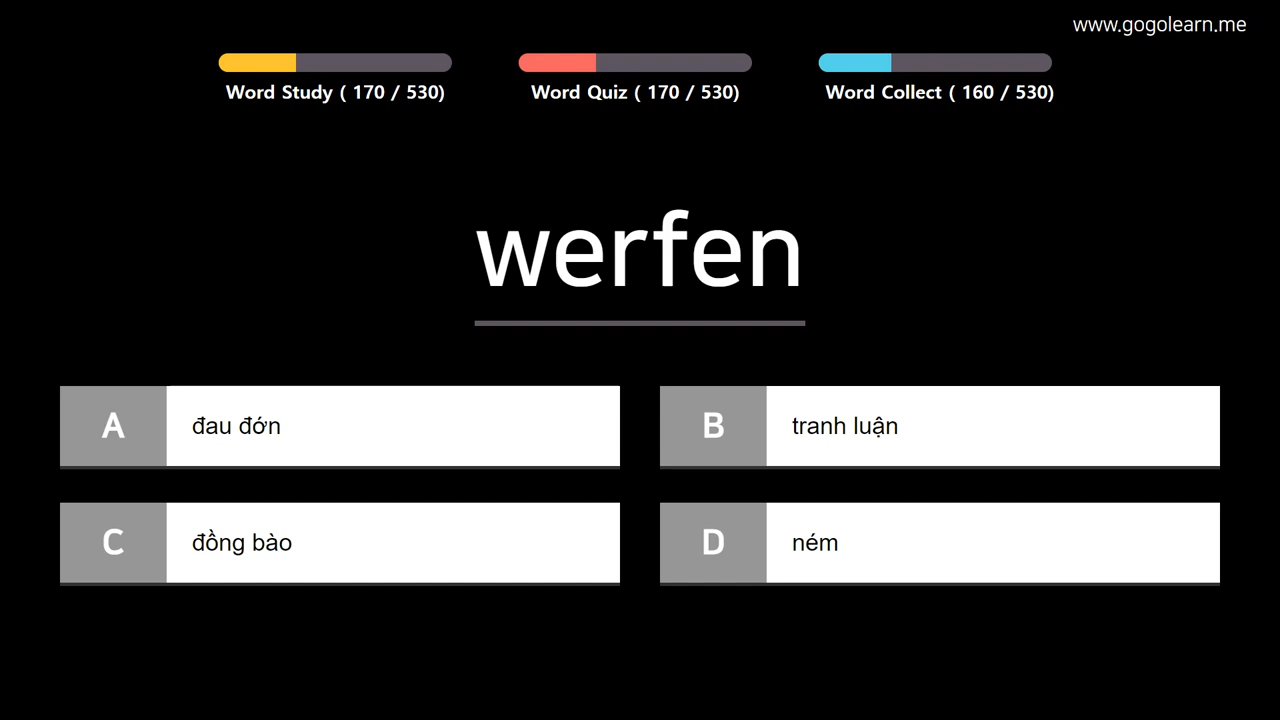 www.gogolearn.me
Word Study ( 170 / 530)
Word Quiz ( 170 / 530)
Word Collect ( 160 / 530)
werfen
A đau đớn
B tranh luận
C đồng bào
D ném